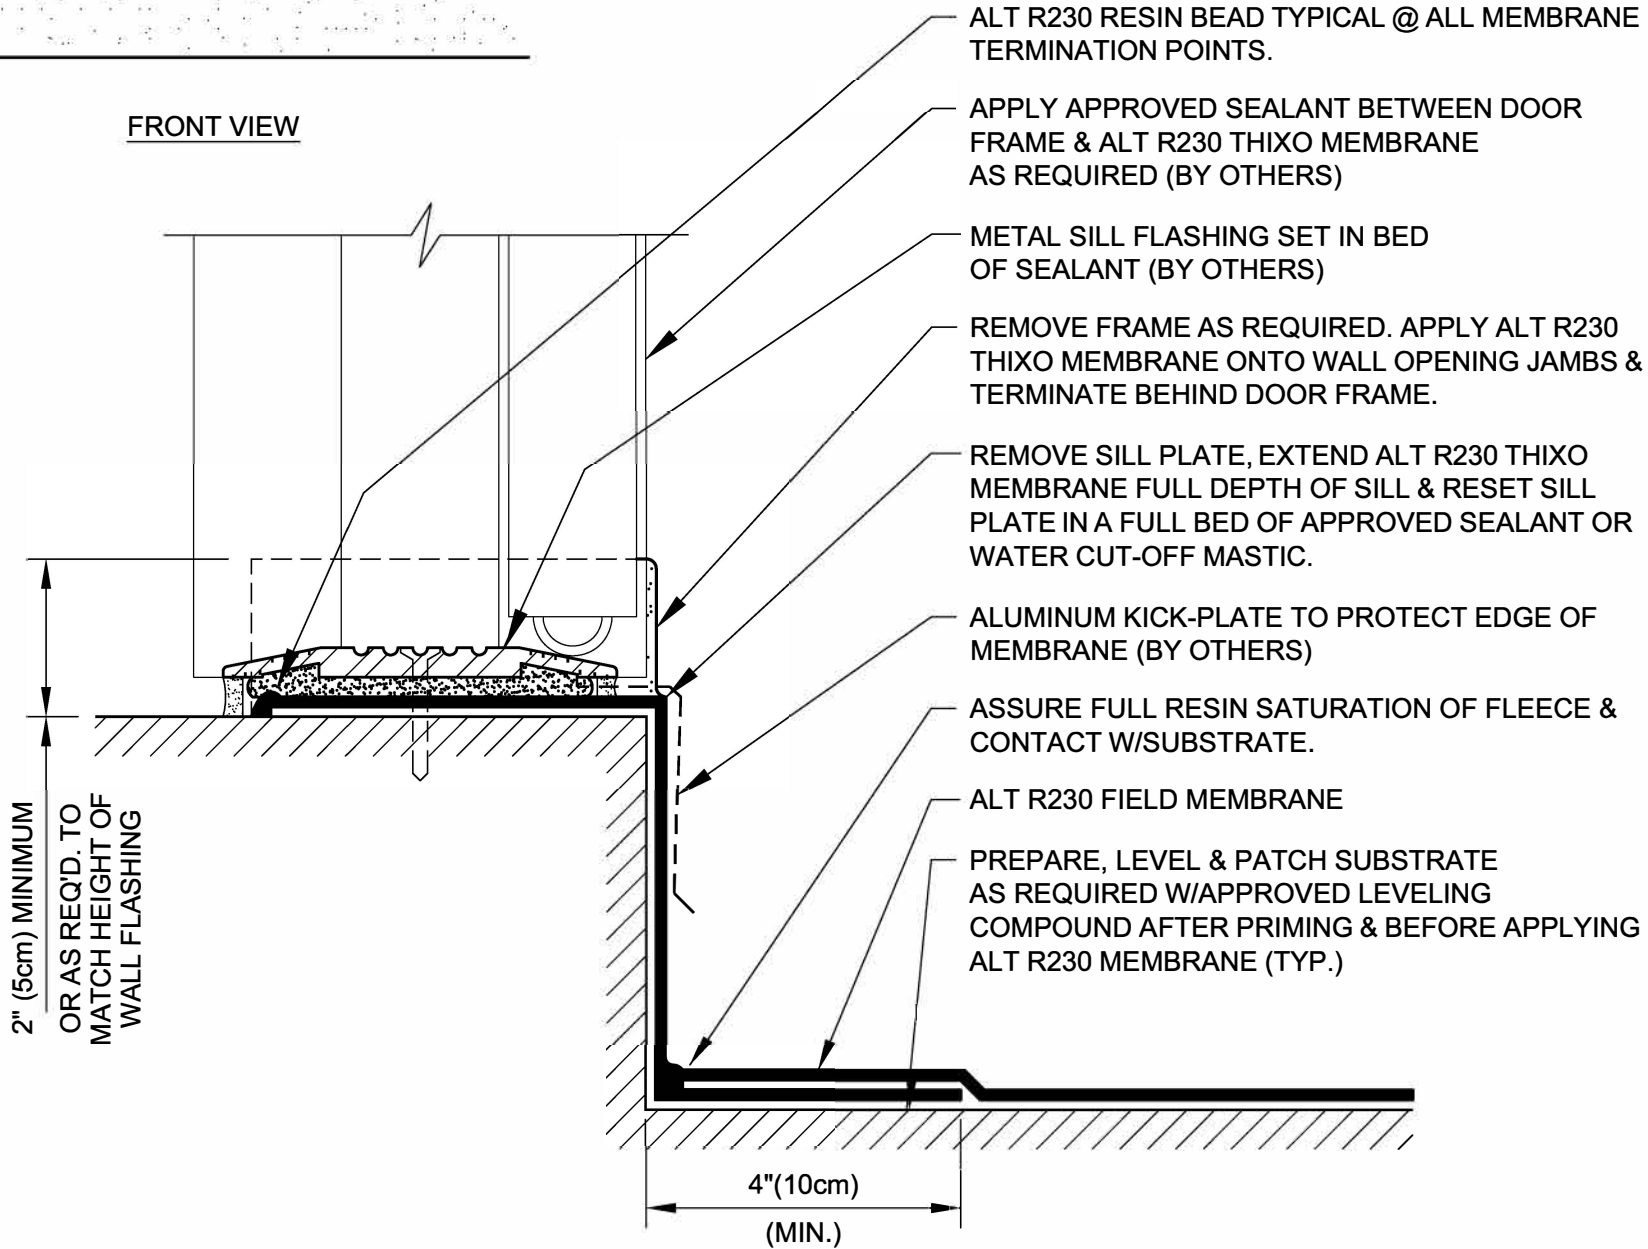 FRONT VIEW
ALT R230 RESIN BEAD TYPICAL @ ALL MEMBRANE
TERMINATION POINTS.
APPLY APPROVED SEALANT BETWEEN DOOR
FRAME & ALT R230 THIXO MEMBRANE
AS REQUIRED (BY OTHERS)
METAL SILL FLASHING SET IN BED
OF SEALANT (BY OTHERS)
REMOVE FRAME AS REQUIRED. APPLY ALT R230
THIXO MEMBRANE ONTO WALL OPENING JAMBS &
TERMINATE BEHIND DOOR FRAME.
REMOVE SILL PLATE, EXTEND ALT R230 THIXO
MEMBRANE FULL DEPTH OF SILL & RESET SILL
PLATE IN A FULL BED OF APPROVED SEALANT OR
WATER CUT-OFF MASTIC.
ALUMINUM KICK-PLATE TO PROTECT EDGE OF
MEMBRANE (BY OTHERS)
ASSURE FULL RESIN SATURATION OF FLEECE &
CONTACT W/SUBSTRATE.
ALT R230 FIELD MEMBRANE
PREPARE, LEVEL & PATCH SUBSTRATE
AS REQUIRED W/APPROVED LEVELING
COMPOUND AFTER PRIMING & BEFORE APPLYING
ALT R230 MEMBRANE (TYP.)
2" (5cm) MINIMUM
OR AS REQ'D. TO
MATCH HEIGHT OF
WALL FLASHING
4"(10cm)
(MIN.)